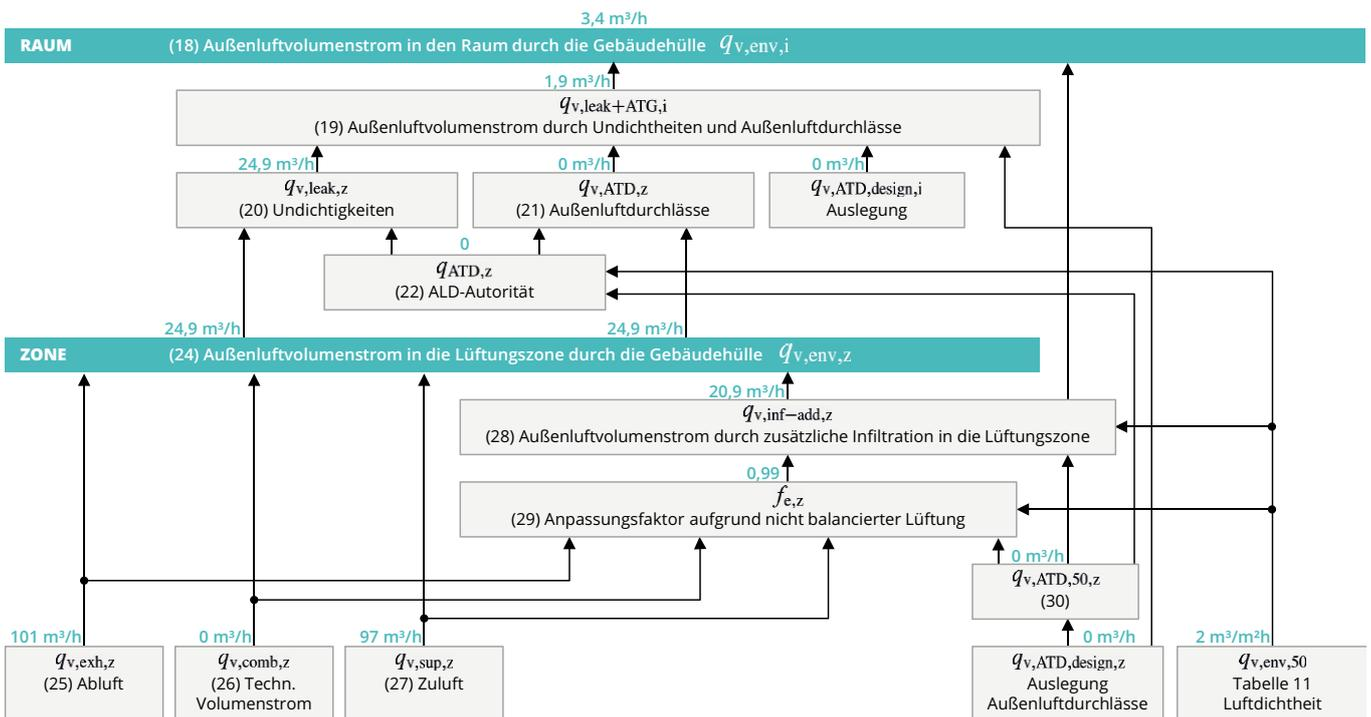 3,4 m³/h
RAUM (18) Außenluftvolumenstrom in den Raum durch die Gebäudehülle qv,env,i
1,9 m³/h
qv,leak+ATG,i
(19) Außenluftvolumenstrom durch Undichtheiten und Außenluftdurchlässe
24,9 m³/h 0 m³/h 0 m³/h
qv,leak,z qv,ATD,z qv,ATD,design,i
(20) Undichtigkeiten (21) Außenluftdurchlässe Auslegung
0
qATD,z
(22) ALD-Autorität
24,9 m³/h 24,9 m³/h
ZONE (24) Außenluftvolumenstrom in die Lüftungszone durch die Gebäudehülle qv,env,z
20,9 m³/h
qv,inf−add,z
(28) Außenluftvolumenstrom durch zusätzliche Infiltration in die Lüftungszone
0,99
fe,z
(29) Anpassungsfaktor aufgrund nicht balancierter Lüftung
0 m³/h
qv,ATD,50,z
(30)
101 m³/h 0 m³/h 97 m³/h 0 m³/h 2 m³/m²h
qv,exh,z qv,comb,z qv,sup,z qv,ATD,design,z qv,env,50
(25) Abluft (26) Techn. (27) Zuluft Auslegung Tabelle 11
Volumenstrom Außenluftdurchlässe Luftdichtheit